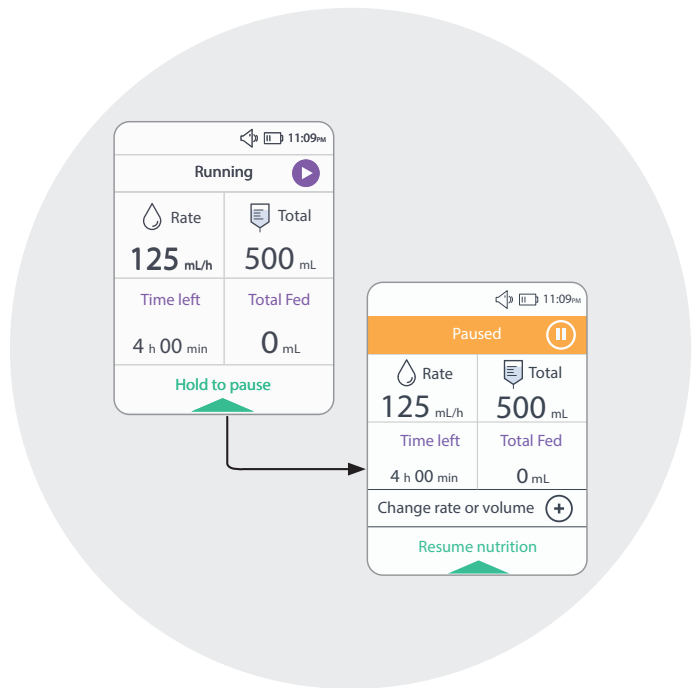 11:09PM
Running
Rate Total
125 mL/h 500 mL
Time left Total Fed
4 h 00 min 0 mL
Hold to pause
11:09PM
Paused
Rate Total
125 mL/h 500 mL
Time left Total Fed
4 h 00 min 0 mL
Change rate or volume
Resume nutrition